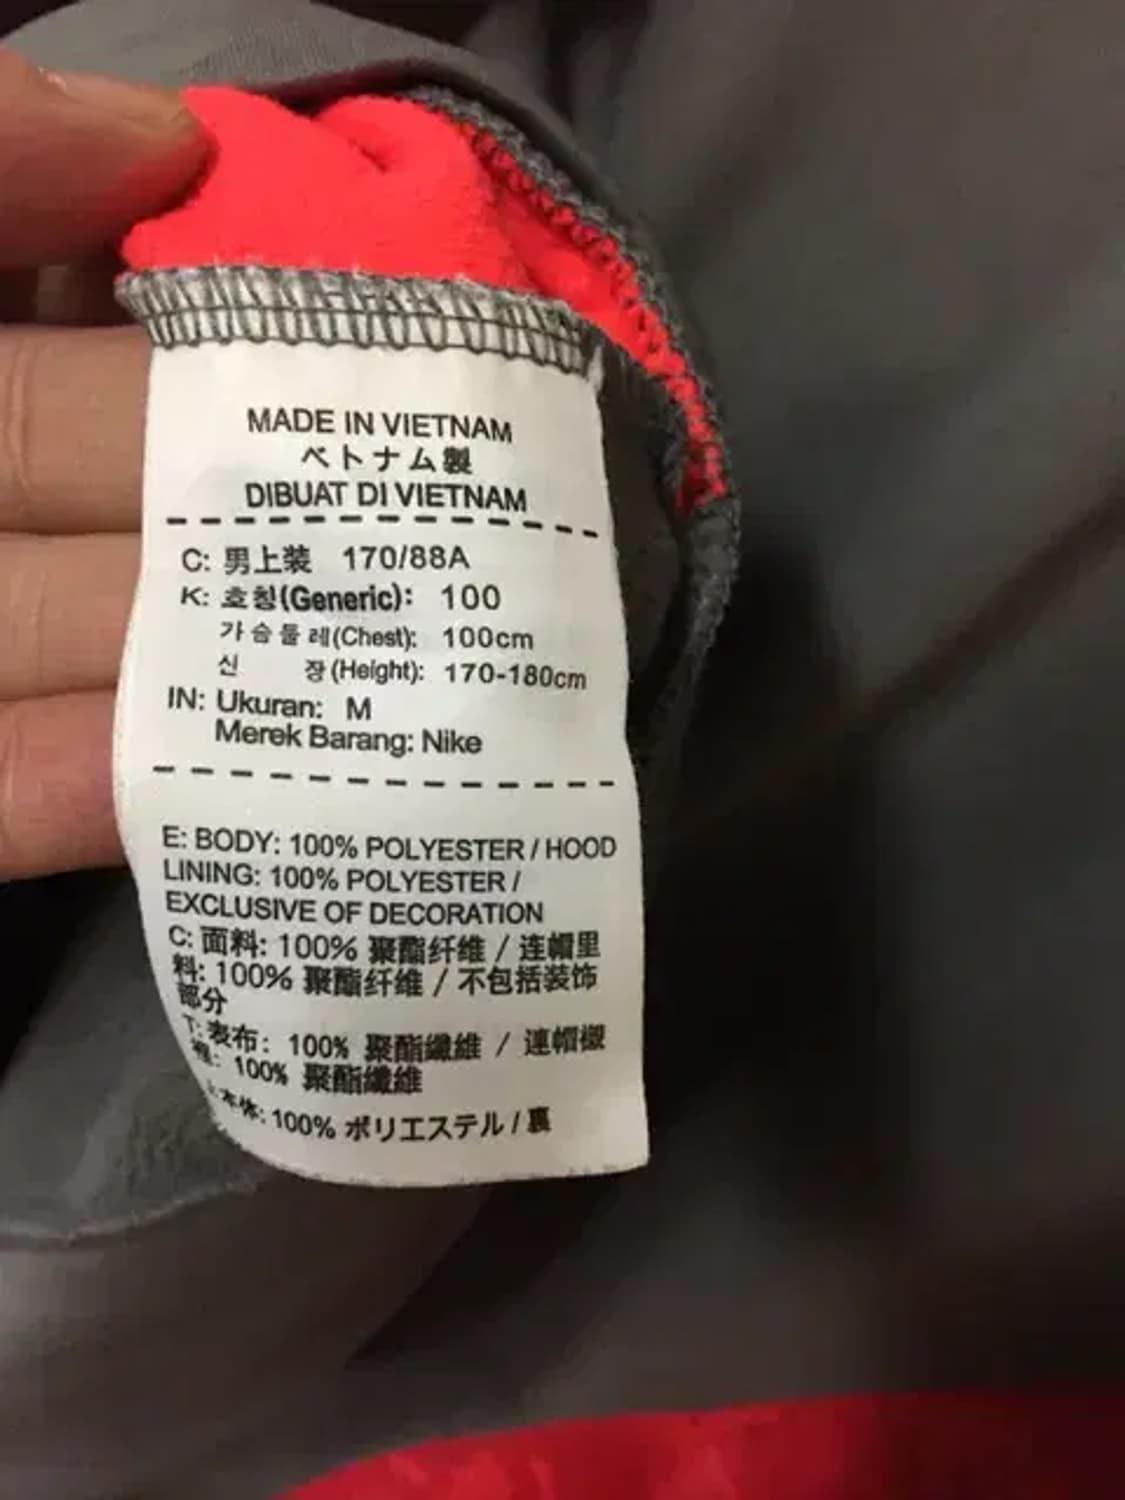 MADE IN VIETNAM
ベトナム製
DIBUAT DI VIETNAM
C: 男上装 170/88A
K: 호칭(Generic): 100
가슴둘레(Chest): 100cm
신 장(Height): 170-180cm
IN: Ukuran: M
Merek Barang: Nike
E: BODY: 100% POLYESTER / HOOD
LINING: 100% POLYESTER /
EXCLUSIVE OF DECORATION
C: 面料: 100% 聚酯纤维 / 连帽里
料: 100% 聚酯纤维 / 不包括装饰
部分
T: 表布: 100% 聚酯纖維 / 連帽襯
裡: 100% 聚酯纖維
本体: 100% ポリエステル / 裏